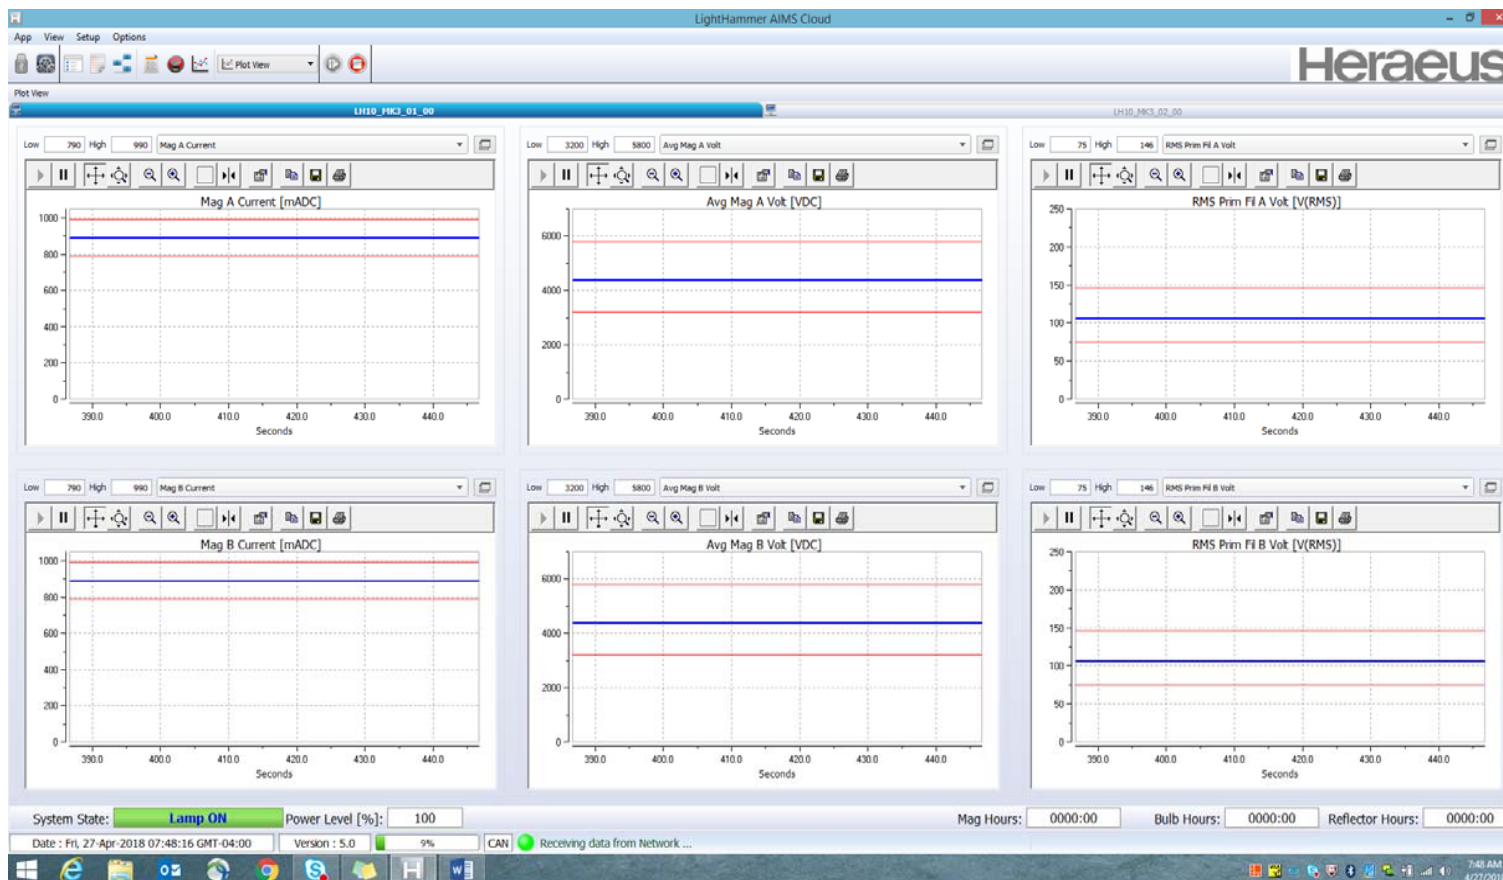 LightHammer AIMS Cloud
App View Setup Options
Plot View
Heraeus
Plot View
LH10_MK3_01_00
LH10_MK3_02_00
Low 790 High 990 Mag A Current
Low 3200 High 5800 Avg Mag A Volt
Low 75 High 146 RMS Prim Fil A Volt
Mag A Current [mADC]
1000
800
600
400
200
0
390.0 400.0 410.0 420.0 430.0 440.0
Seconds
Avg Mag A Volt [VDC]
6000
4000
2000
0
390.0 400.0 410.0 420.0 430.0 440.0
Seconds
RMS Prim Fil A Volt [V(RMS)]
250
200
150
100
50
0
390.0 400.0 410.0 420.0 430.0 440.0
Seconds
Low 790 High 990 Mag B Current
Low 3200 High 5800 Avg Mag B Volt
Low 75 High 146 RMS Prim Fil B Volt
Mag B Current [mADC]
1000
800
600
400
200
0
390.0 400.0 410.0 420.0 430.0 440.0
Seconds
Avg Mag B Volt [VDC]
6000
4000
2000
0
390.0 400.0 410.0 420.0 430.0 440.0
Seconds
RMS Prim Fil B Volt [V(RMS)]
250
200
150
100
50
0
390.0 400.0 410.0 420.0 430.0 440.0
Seconds
System State: Lamp ON Power Level [%]: 100 Mag Hours: 0000:00 Bulb Hours: 0000:00 Reflector Hours: 0000:00
Date : Fri, 27-Apr-2018 07:48:16 GMT-04:00 Version : 5.0 9% CAN Receiving data from Network ...
7:48 AM
4/27/201